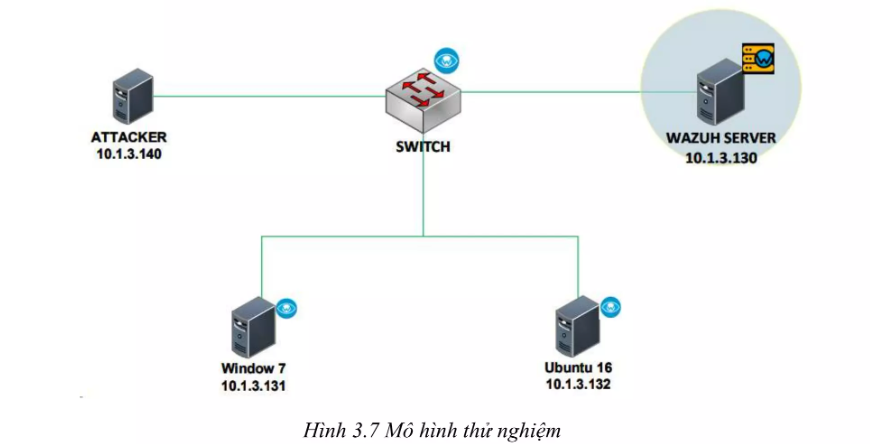 ATTACKER
10.1.3.140
SWITCH
W
WAZUH SERVER
10.1.3.130
Window 7
10.1.3.131
Ubuntu 16
10.1.3.132
Hình 3.7 Mô hình thử nghiệm